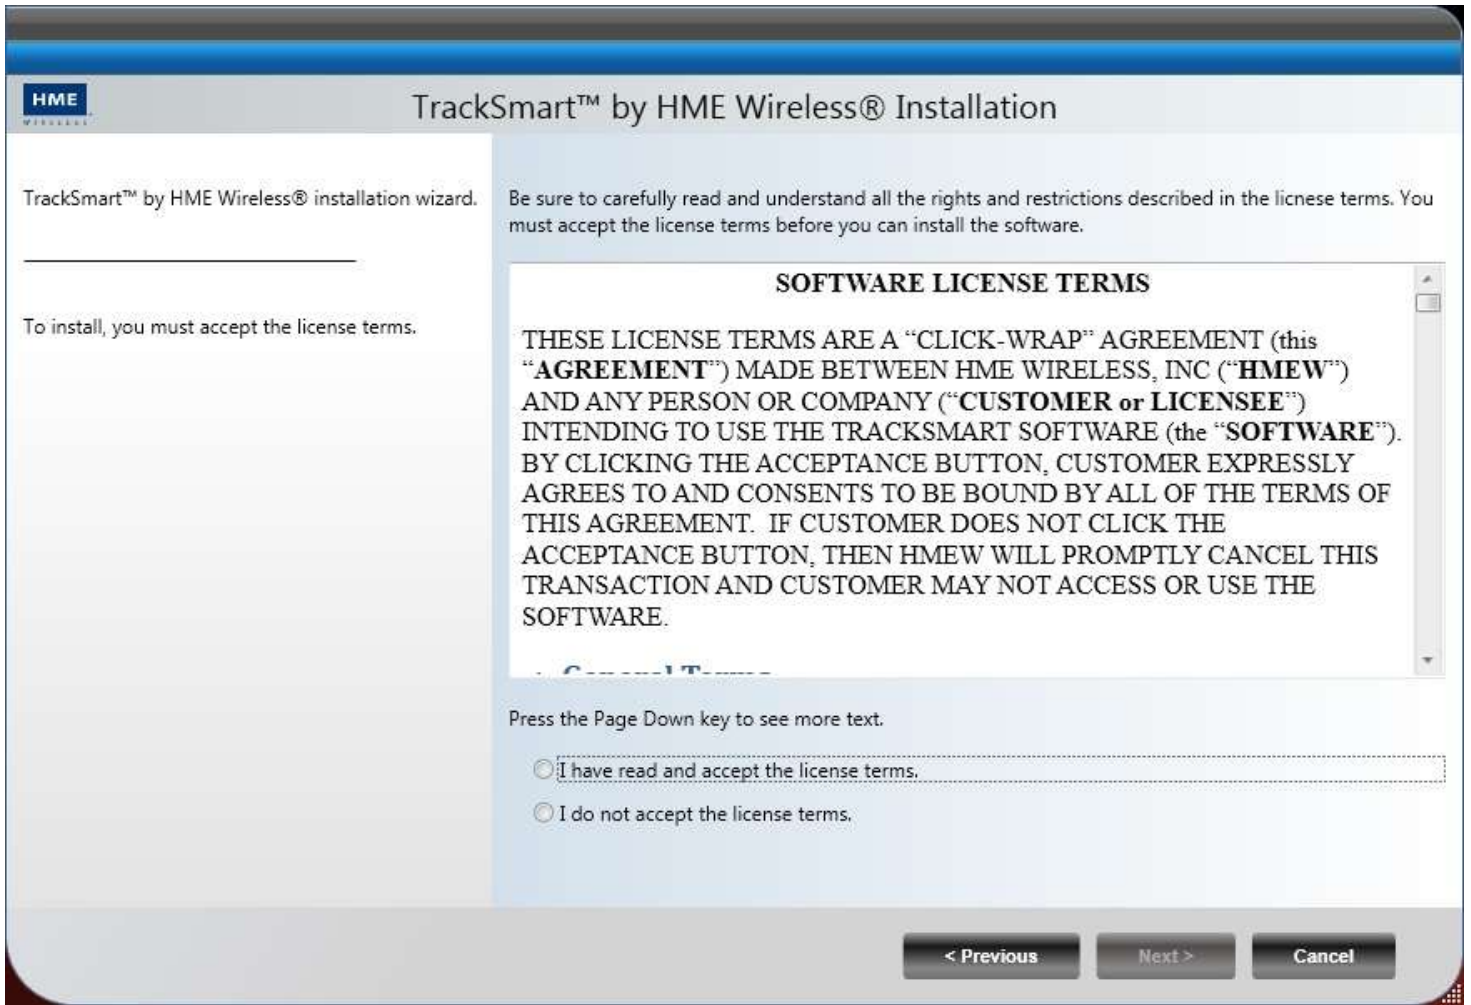 HME
WIRELESS
TrackSmart™ by HME Wireless® Installation
TrackSmart™ by HME Wireless® installation wizard.
To install, you must accept the license terms.
Be sure to carefully read and understand all the rights and restrictions described in the licnese terms. You
must accept the license terms before you can install the software.
SOFTWARE LICENSE TERMS
THESE LICENSE TERMS ARE A “CLICK-WRAP” AGREEMENT (this
“AGREEMENT”) MADE BETWEEN HME WIRELESS, INC (“HMEW”)
AND ANY PERSON OR COMPANY (“CUSTOMER or LICENSEE”)
INTENDING TO USE THE TRACKSMART SOFTWARE (the “SOFTWARE”).
BY CLICKING THE ACCEPTANCE BUTTON, CUSTOMER EXPRESSLY
AGREES TO AND CONSENTS TO BE BOUND BY ALL OF THE TERMS OF
THIS AGREEMENT.  IF CUSTOMER DOES NOT CLICK THE
ACCEPTANCE BUTTON, THEN HMEW WILL PROMPTLY CANCEL THIS
TRANSACTION AND CUSTOMER MAY NOT ACCESS OR USE THE
SOFTWARE.
General Terms
Press the Page Down key to see more text.
I have read and accept the license terms.
I do not accept the license terms.
< Previous
Next >
Cancel